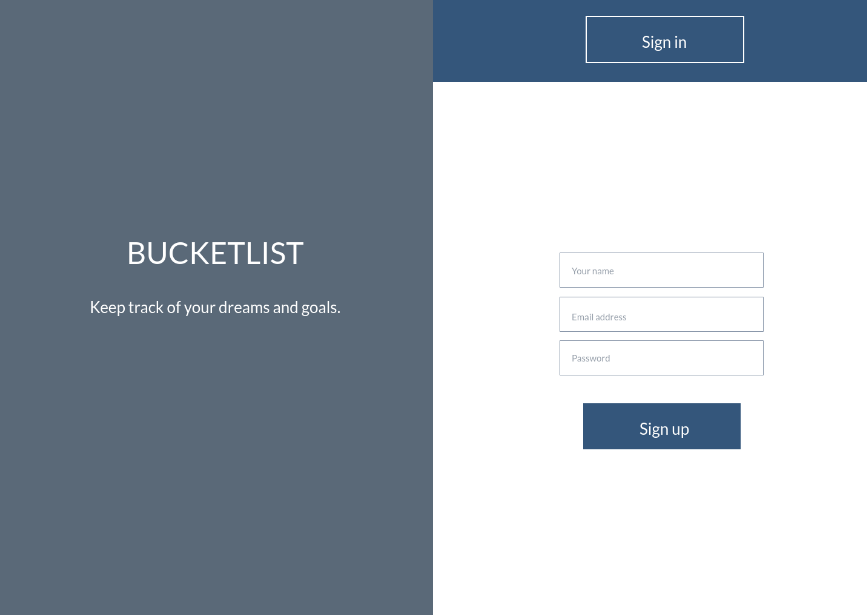 BUCKETLIST
Keep track of your dreams and goals.
Sign in
Your name
Email address
Password
Sign up